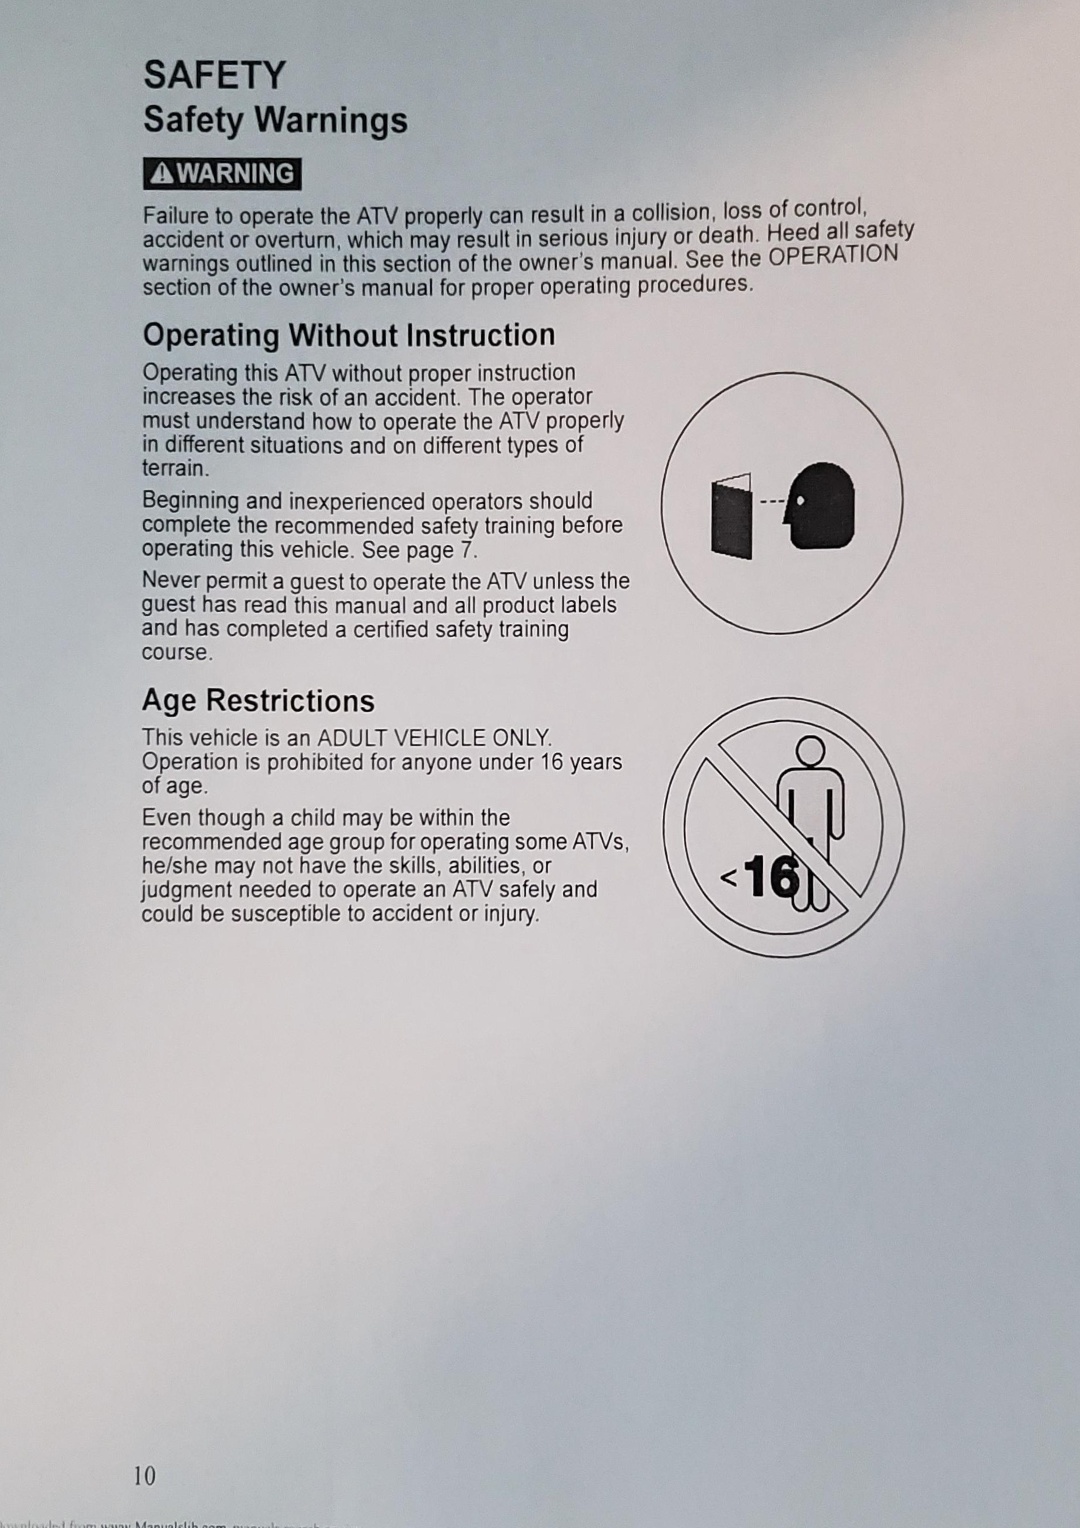 SAFETY
Safety Warnings
WARNING
Failure to operate the ATV properly can result in a collision, loss of control,
accident or overturn, which may result in serious injury or death. Heed all safety
warnings outlined in this section of the owner's manual. See the OPERATION
section of the owner's manual for proper operating procedures.
Operating Without Instruction
Operating this ATV without proper instruction
increases the risk of an accident. The operator
must understand how to operate the ATV properly
in different situations and on different types of
terrain.
Beginning and inexperienced operators should
complete the recommended safety training before
operating this vehicle. See page 7.
Never permit a guest to operate the ATV unless the
guest has read this manual and all product labels
and has completed a certified safety training
course.
Age Restrictions
This vehicle is an ADULT VEHICLE ONLY.
Operation is prohibited for anyone under 16 years
of age.
Even though a child may be within the
recommended age group for operating some ATVs,
he/she may not have the skills, abilities, or
judgment needed to operate an ATV safely and
could be susceptible to accident or injury.
<16
10
from www.Manualslib.com